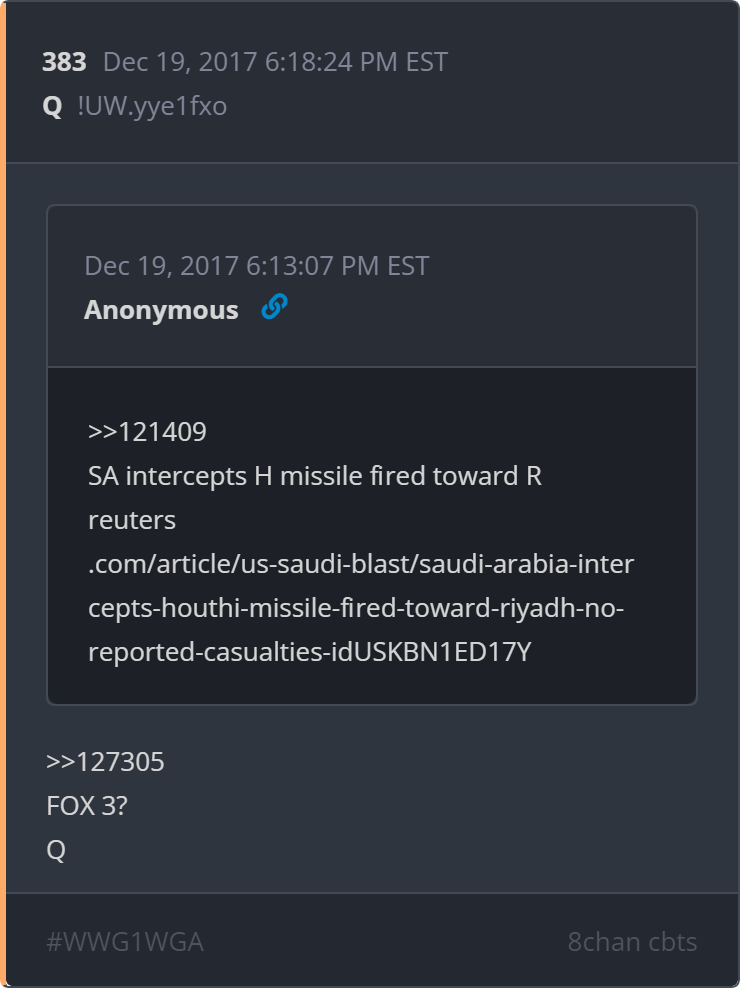 383 Dec 19, 2017 6:18:24 PM EST
Q !UW.yye1fxo
Dec 19, 2017 6:13:07 PM EST
Anonymous
>>121409
SA intercepts H missile fired toward R
reuters
.com/article/us-saudi-blast/saudi-arabia-inter
cepts-houthi-missile-fired-toward-riyadh-no-
reported-casualties-idUSKBN1ED17Y
>>127305
FOX 3?
Q
#WWG1WGA 8chan cbts